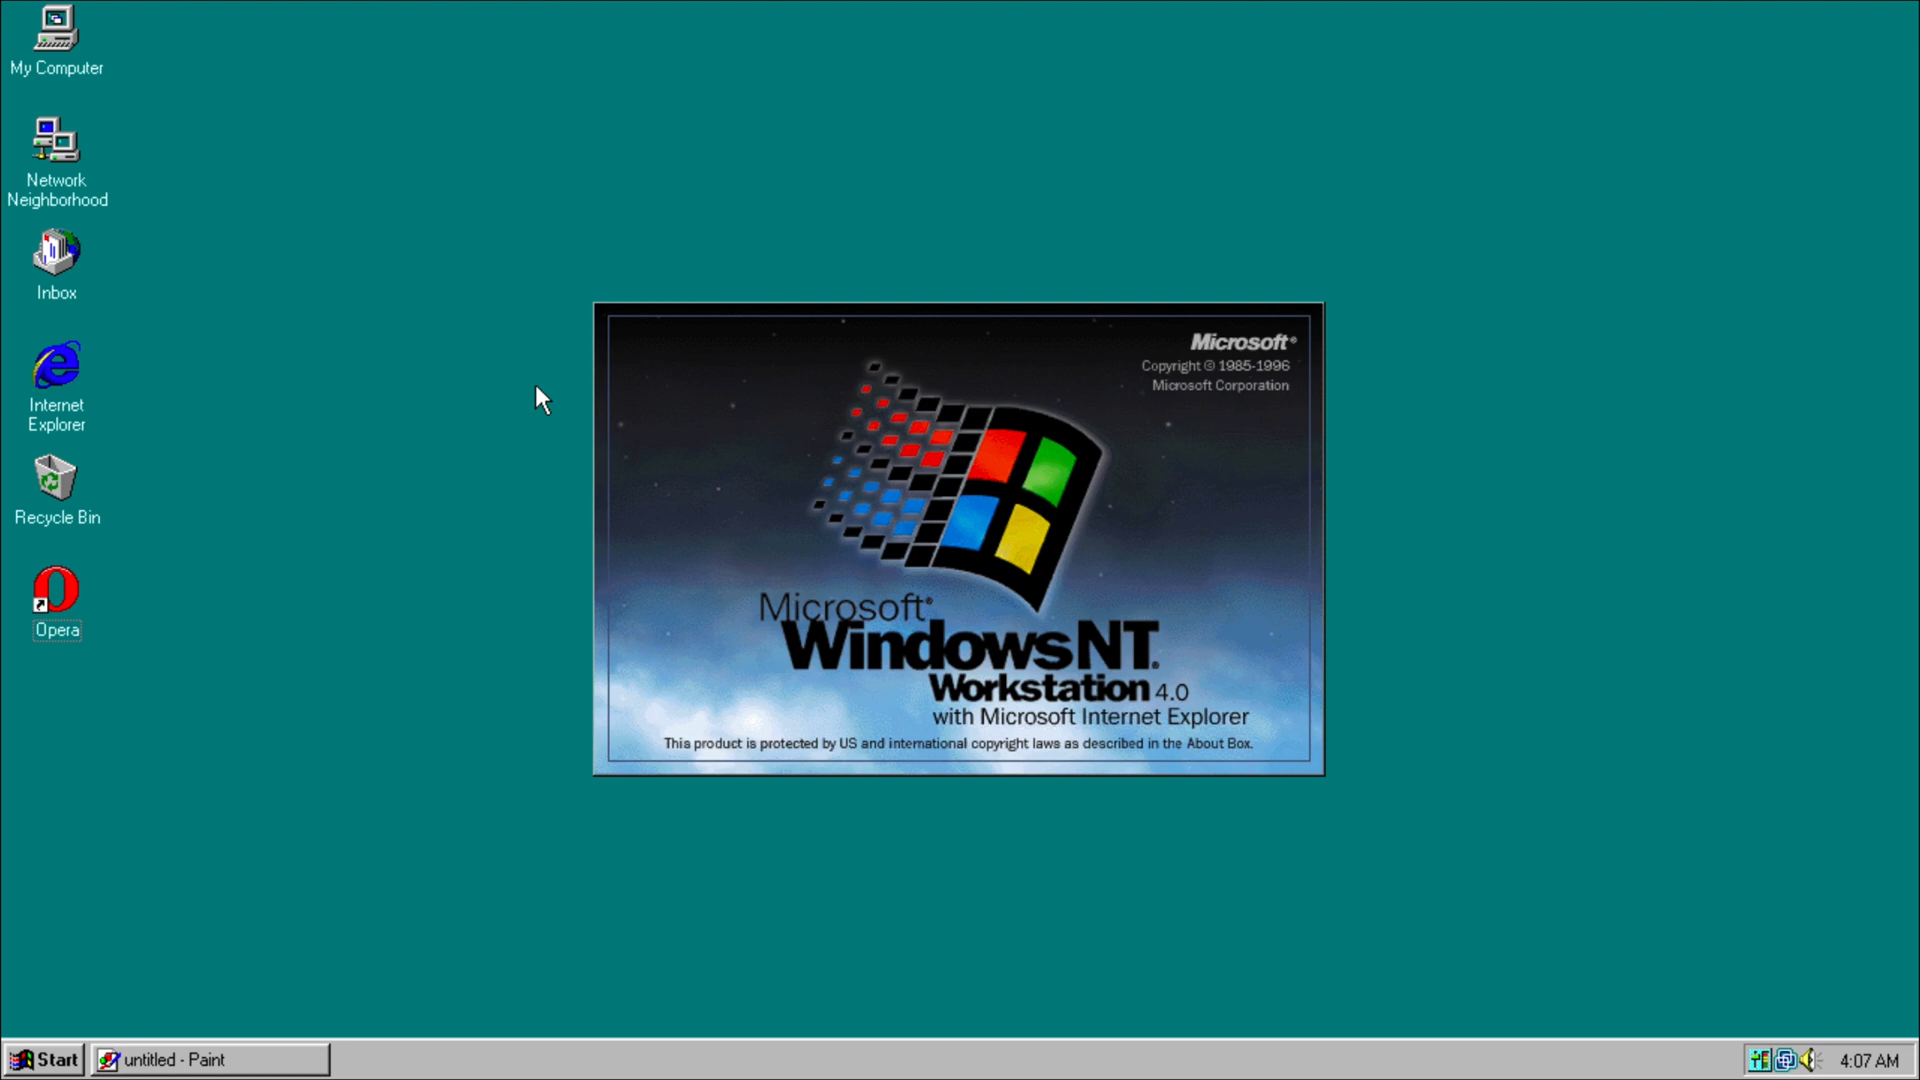 My Computer
Network
Neighborhood
Inbox
Internet
Explorer
Recycle Bin
Opera
Microsoft®
Copyright © 1985-1996
Microsoft Corporation
Microsoft®
WindowsNT®
Workstation 4.0
with Microsoft Internet Explorer
This product is protected by US and international copyright laws as described in the About Box.
Start
untitled - Paint
4:07 AM